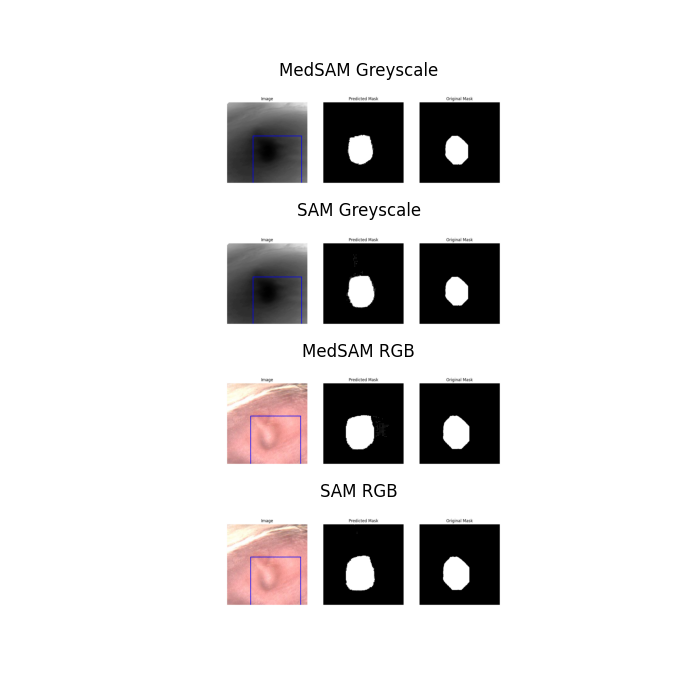 MedSAM Greyscale
Image Predicted Mask Original Mask
SAM Greyscale
Image Predicted Mask Original Mask
MedSAM RGB
Image Predicted Mask Original Mask
SAM RGB
Image Predicted Mask Original Mask